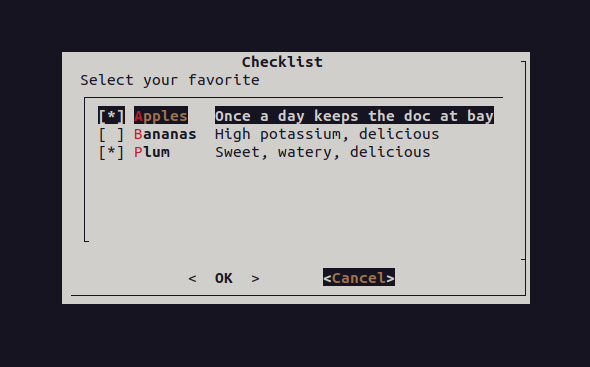 Checklist
Select your favorite
[*] Apples Once a day keeps the doc at bay
[ ] Bananas High potassium, delicious
[*] Plum Sweet, watery, delicious
< OK > <Cancel>